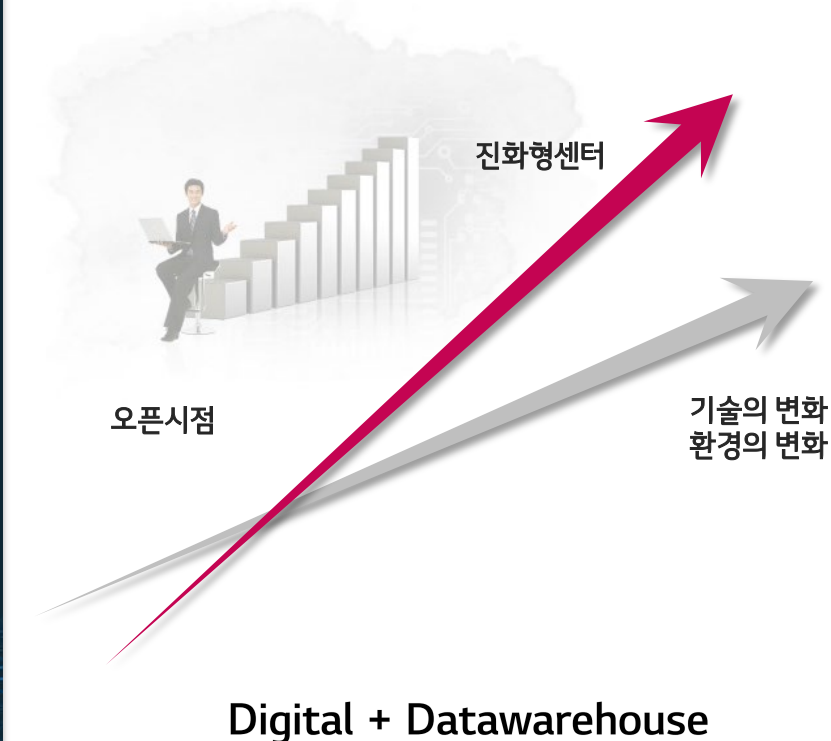 진화형센터
오픈시점
기술의 변화
환경의 변화
Digital + Datawarehouse